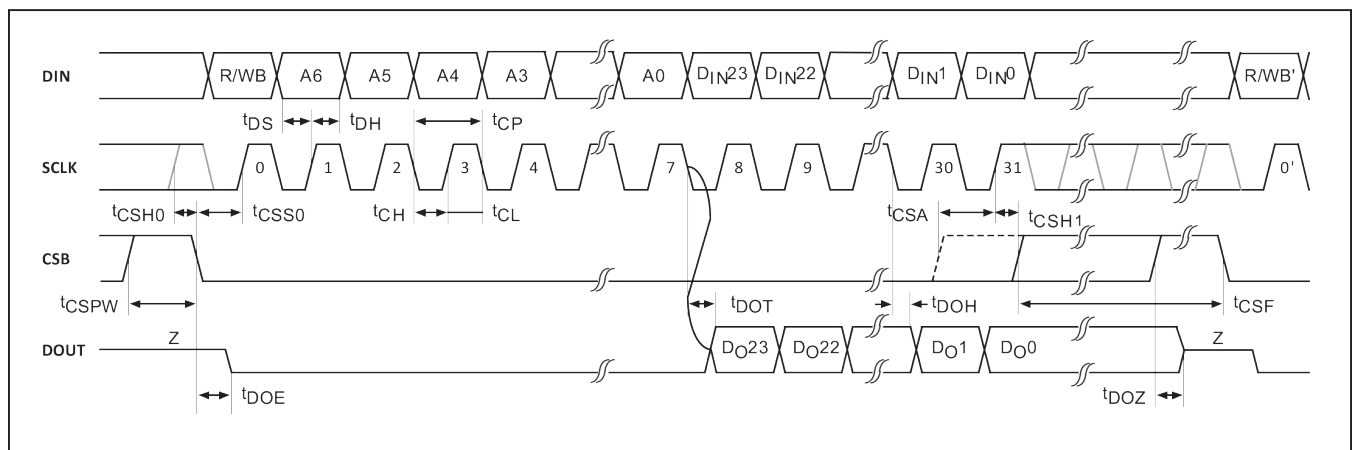 DIN R/WB A6 A5 A4 A3 A0 DIN23 DIN22 DIN1 DIN0 R/WB'
tDS tDH tCP
SCLK 0 1 2 3 4 7 8 9 30 31 0'
tCSH0 tCSS0 tCH tCL tCSA tCSH1
CSB
tCSPW tDOT tDOH tCSF
DOUT Z DO23 DO22 DO1 DO0 Z
tDOE tDOZ